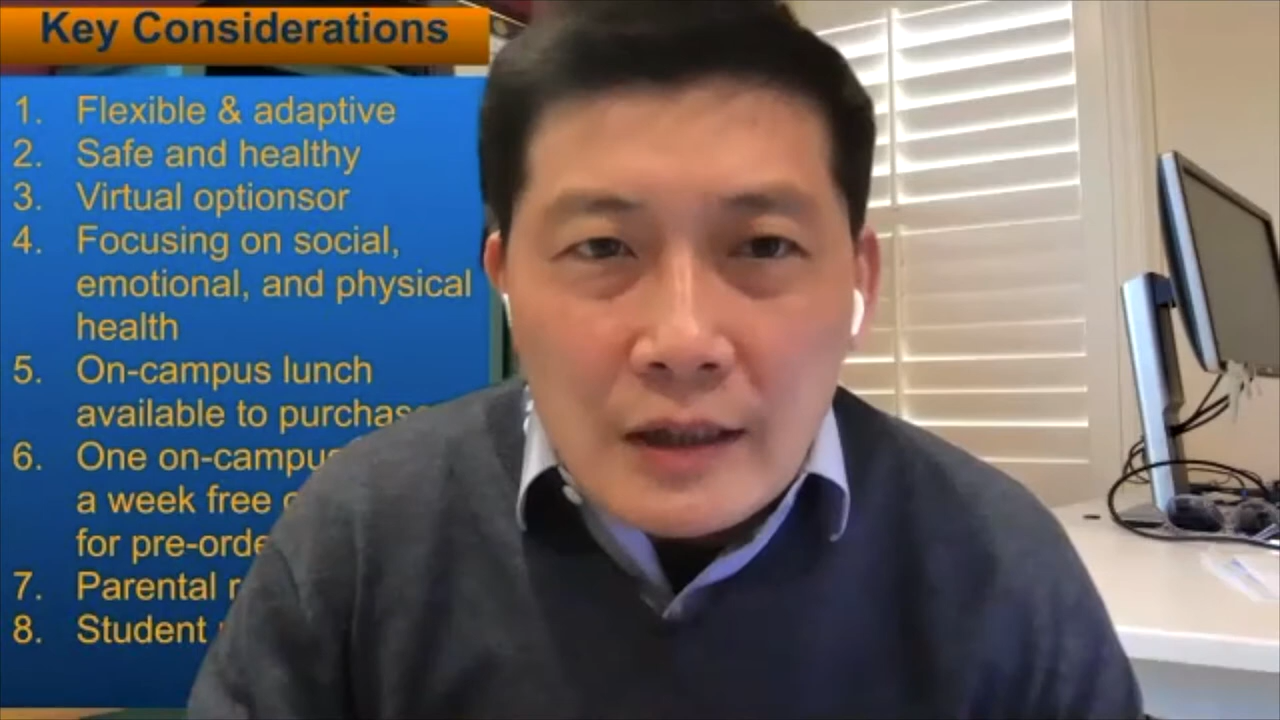 Key Considerations
1. Flexible & adaptive
2. Safe and healthy
3. Virtual optionsor
4. Focusing on social,
emotional, and physical
health
5. On-campus lunch
available to purchase
6. One on-campus
a week free
for pre-orde
7. Parental
8. Student